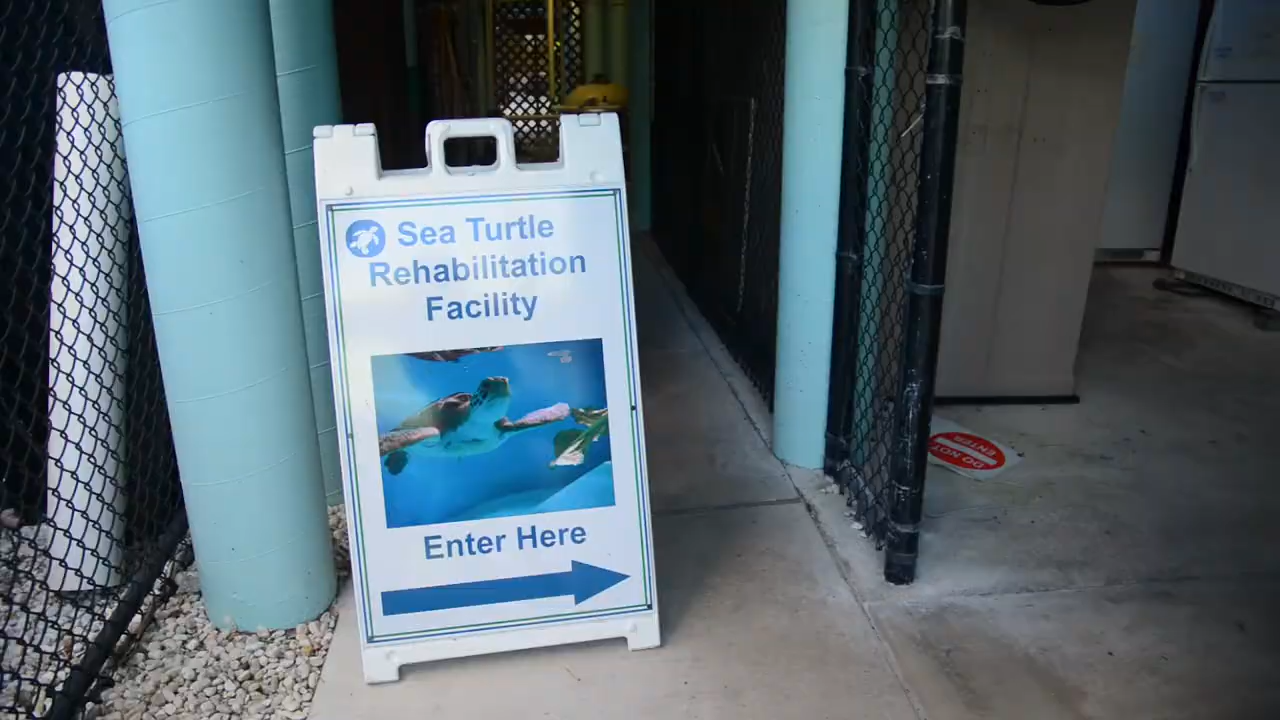 Sea Turtle
Rehabilitation
Facility
Enter Here
DO NOT
ENTER